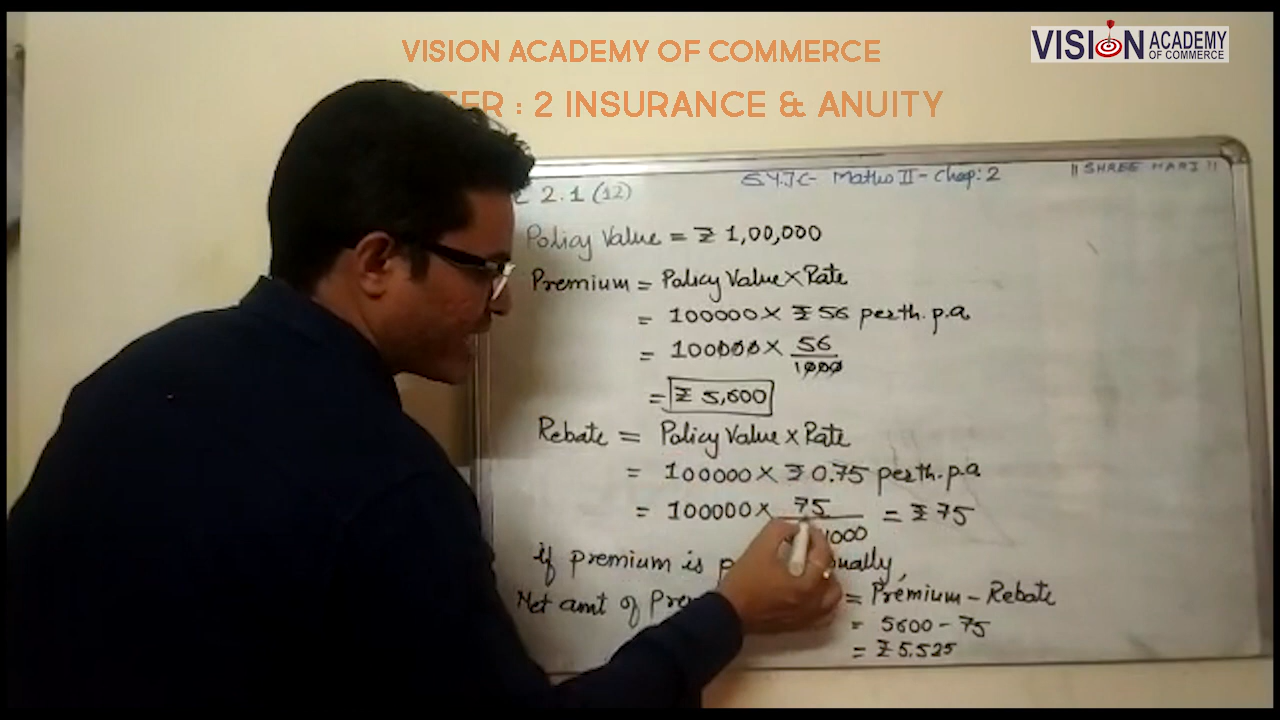 VISION ACADEMY OF COMMERCE
VISION ACADEMY OF COMMERCE
: 2 INSURANCE & ANUITY
2.1 (12)
S.Y.J.C- Maths II - Chap: 2
|| SHREE HARI ||
Policy Value = ₹ 1,00,000
Premium = Policy Value × Rate
= 100000 × ₹ 56 per th. p.a
= 100000 × 56/1000
= ₹ 5,600
Rebate = Policy Value × Rate
= 100000 × ₹ 0.75 per th. p.a
= 100000 × 75/ 1000 = ₹ 75
if premium is
Net amt of = Premium - Rebate
= 5600 - 75
= ₹ 5,525